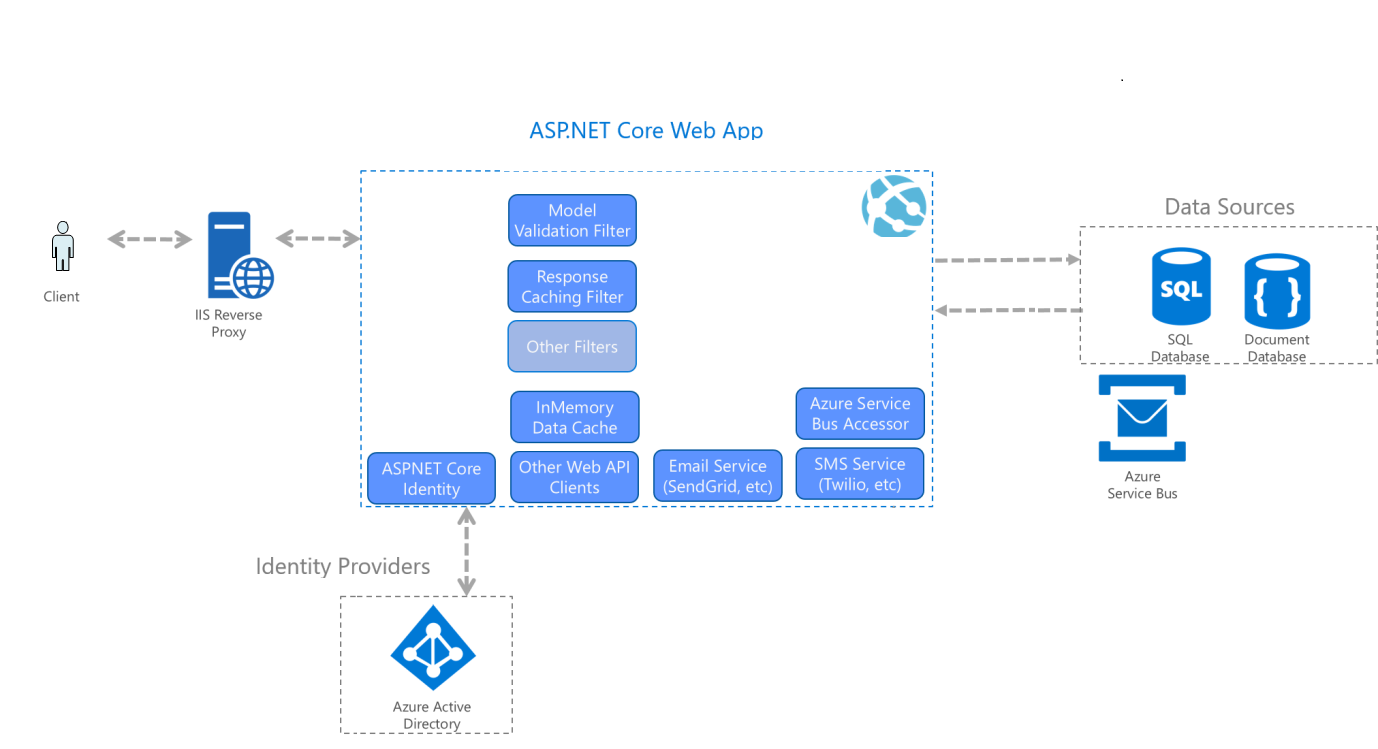 ASP.NET Core Web App
Model
Validation Filter
Response
Caching Filter
Other Filters
InMemory
Data Cache
Azure Service
Bus Accessor
ASPNET Core
Identity
Other Web API
Clients
Email Service
(SendGrid, etc)
SMS Service
(Twilio, etc)
Client
IIS Reverse
Proxy
Data Sources
SQL
SQL
Database
{ }
Document
Database
Azure
Service Bus
Identity Providers
Azure Active
Directory